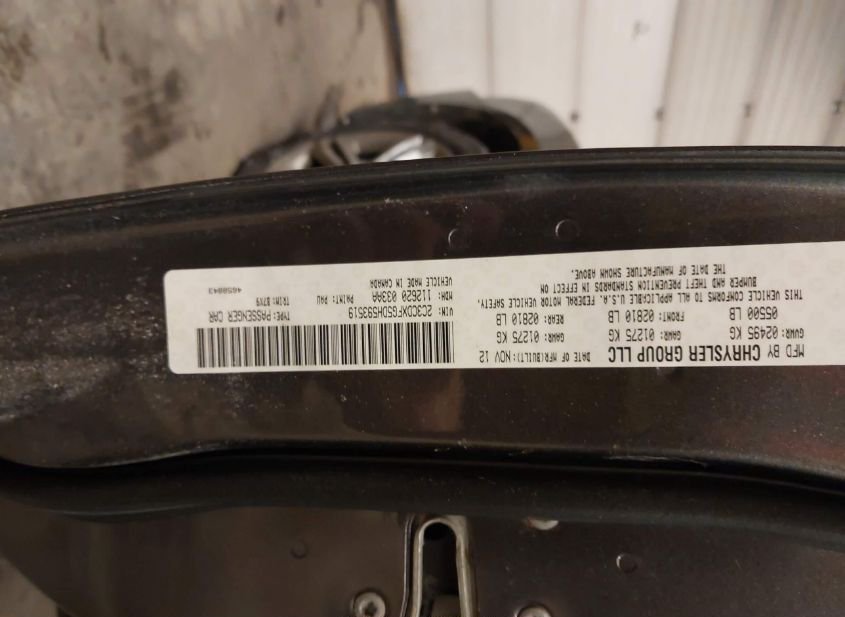 MFD BY CHRYSLER GROUP LLC DATE OF MFR(BUILT): NOV 12
GVWR: 02495 KG GAWR: 01275 KG GAWR: 01275 KG
05500 LB FRONT: 02810 LB REAR: 02810 LB
THIS VEHICLE CONFORMS TO ALL APPLICABLE U.S.A. FEDERAL MOTOR VEHICLE SAFETY,
BUMPER AND THEFT PREVENTION STANDARDS IN EFFECT ON
THE DATE OF MANUFACTURE SHOWN ABOVE.
VIN: 2C3CDXFG5DH593519 TYPE: PASSENGER CAR
MDH: 112620 033AA PAINT: PAU TRIM: B7X9
VEHICLE MADE IN CANADA 4658043